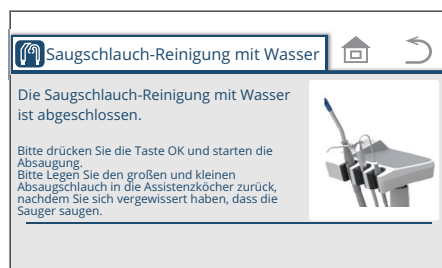 Saugschlauch-Reinigung mit Wasser
Die Saugschlauch-Reinigung mit Wasser
ist abgeschlossen.
Bitte drücken Sie die Taste OK und starten die
Absaugung.
Bitte Legen Sie den großen und kleinen
Absaugschlauch in die Assistenzköcher zurück,
nachdem Sie sich vergewissert haben, dass die
Sauger saugen.